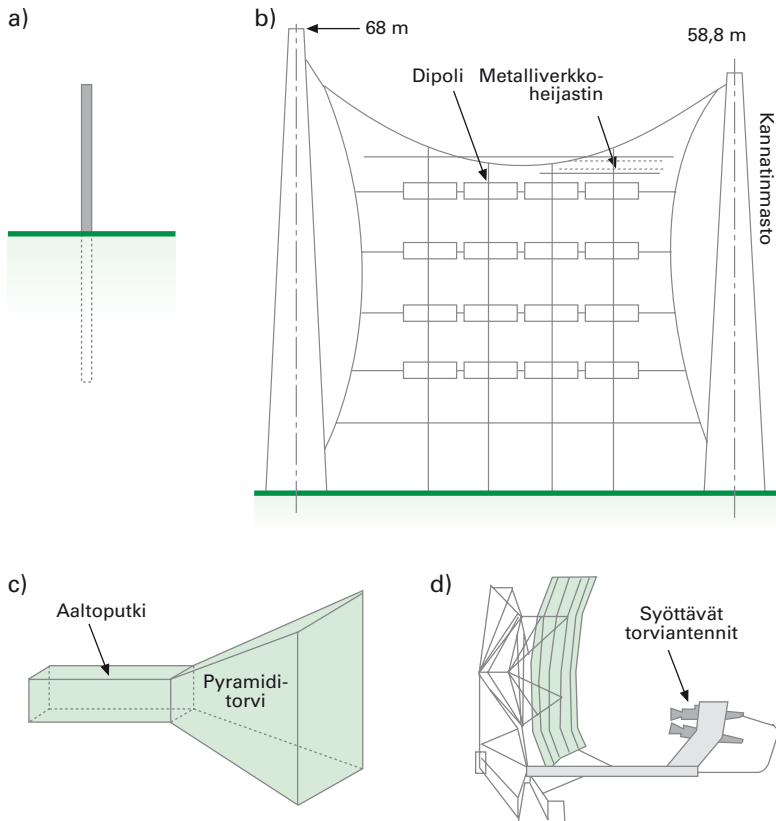 a)
b)
68 m
58,8 m
Dipoli
Metalliverkko-
heijastin
Kannatinmasto
c)
Aaltoputki
Pyramidi-
torvi
d)
Syöttävät
torviantennit